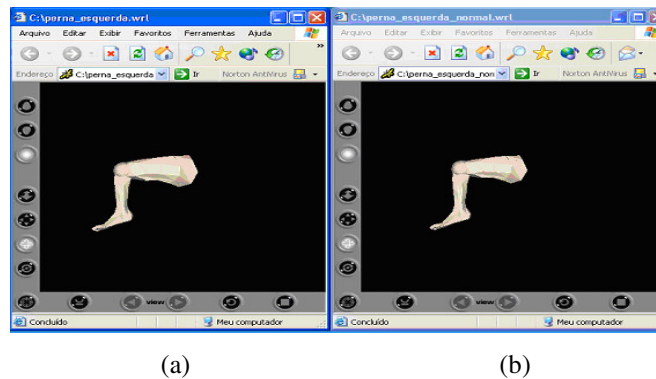 C:\perna_esquerda.wrl
Arquivo Editar Exibir Favoritos Ferramentas Ajuda
»
Endereço C:\perna_esquerda Ir Norton AntiVirus
view
Concluído Meu computador
(a)
C:\perna_esquerda_normal.wrl
Arquivo Editar Exibir Favoritos Ferramentas Ajuda
»
Endereço C:\perna_esquerda_non Ir Norton AntiVirus
view
Concluído Meu computador
(b)